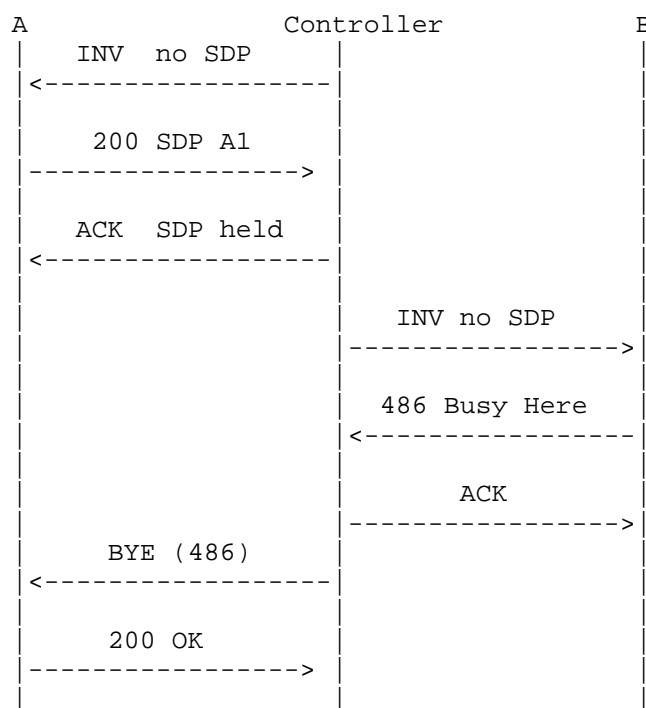 A Controller B
INV no SDP
200 SDP A1
ACK SDP held
INV no SDP
486 Busy Here
ACK
BYE (486)
200 OK